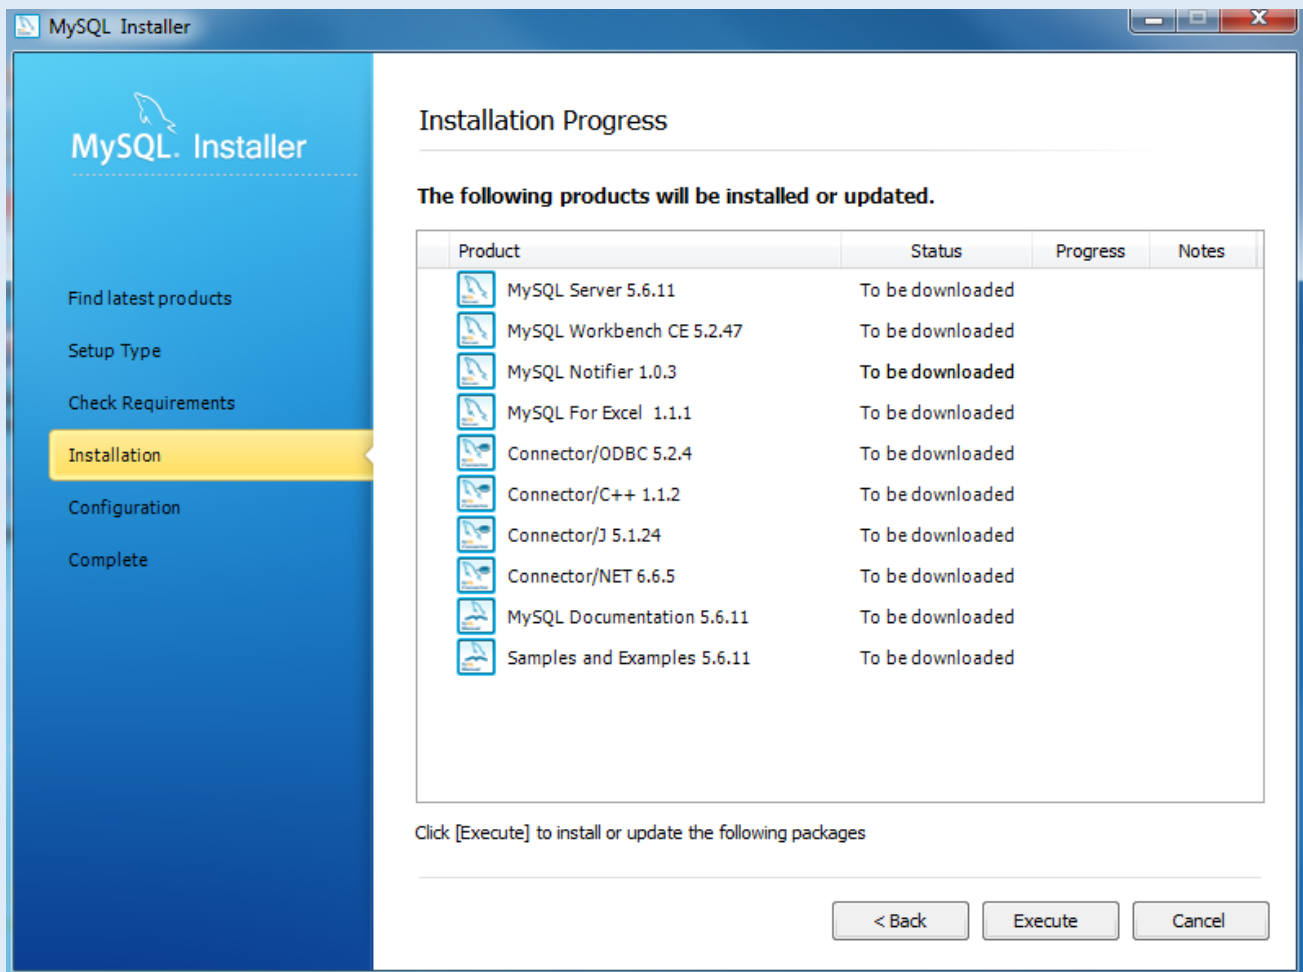 MySQL Installer
MySQL. Installer
Find latest products
Setup Type
Check Requirements
Installation
Configuration
Complete
Installation Progress
The following products will be installed or updated.
Product Status Progress Notes
MySQL Server 5.6.11 To be downloaded
MySQL Workbench CE 5.2.47 To be downloaded
MySQL Notifier 1.0.3 To be downloaded
MySQL For Excel 1.1.1 To be downloaded
Connector/ODBC 5.2.4 To be downloaded
Connector/C++ 1.1.2 To be downloaded
Connector/J 5.1.24 To be downloaded
Connector/NET 6.6.5 To be downloaded
MySQL Documentation 5.6.11 To be downloaded
Samples and Examples 5.6.11 To be downloaded
Click [Execute] to install or update the following packages
< Back Execute Cancel